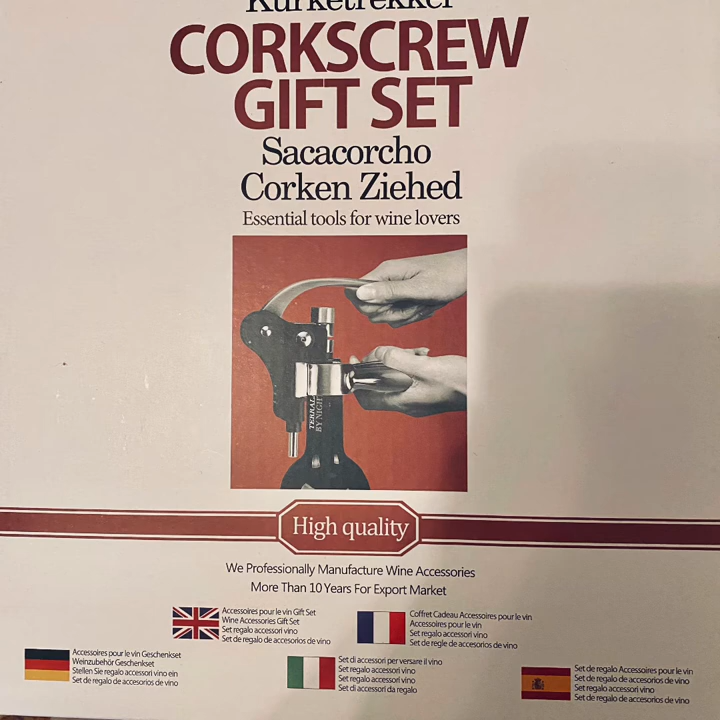 Kurketrekker
CORKSCREW
GIFT SET
Sacacorcho
Corken Ziehed
Essential tools for wine lovers
TERRAL
BY NIGHT
High quality
We Professionally Manufacture Wine Accessories
More Than 10 Years For Export Market
Accessoires pour le vin Gift Set
Wine Accessories Gift Set
Set regalo accessori vino
Set de regalo de accesorios de vino
Coffret Cadeau Accessoires pour le vin
Accessoires pour le vin
Set regalo accessori vino
Set de regle de accesorios de vino
Accessoires pour le vin Geschenkset
Weinzubehör Geschenkset
Stellen Sie regalo accessori vino ein
Set de regalo de accesorios de vino
Set di accessori per versare il vino
Set regalo accessori vino
Set regalo accessori vino
Set di accessori da regalo
Set de regalo Accessoires pour le vin
Set de regalo de accesorios de vino
Set regalo accessori vino
Set de regalo de accesorios de vino